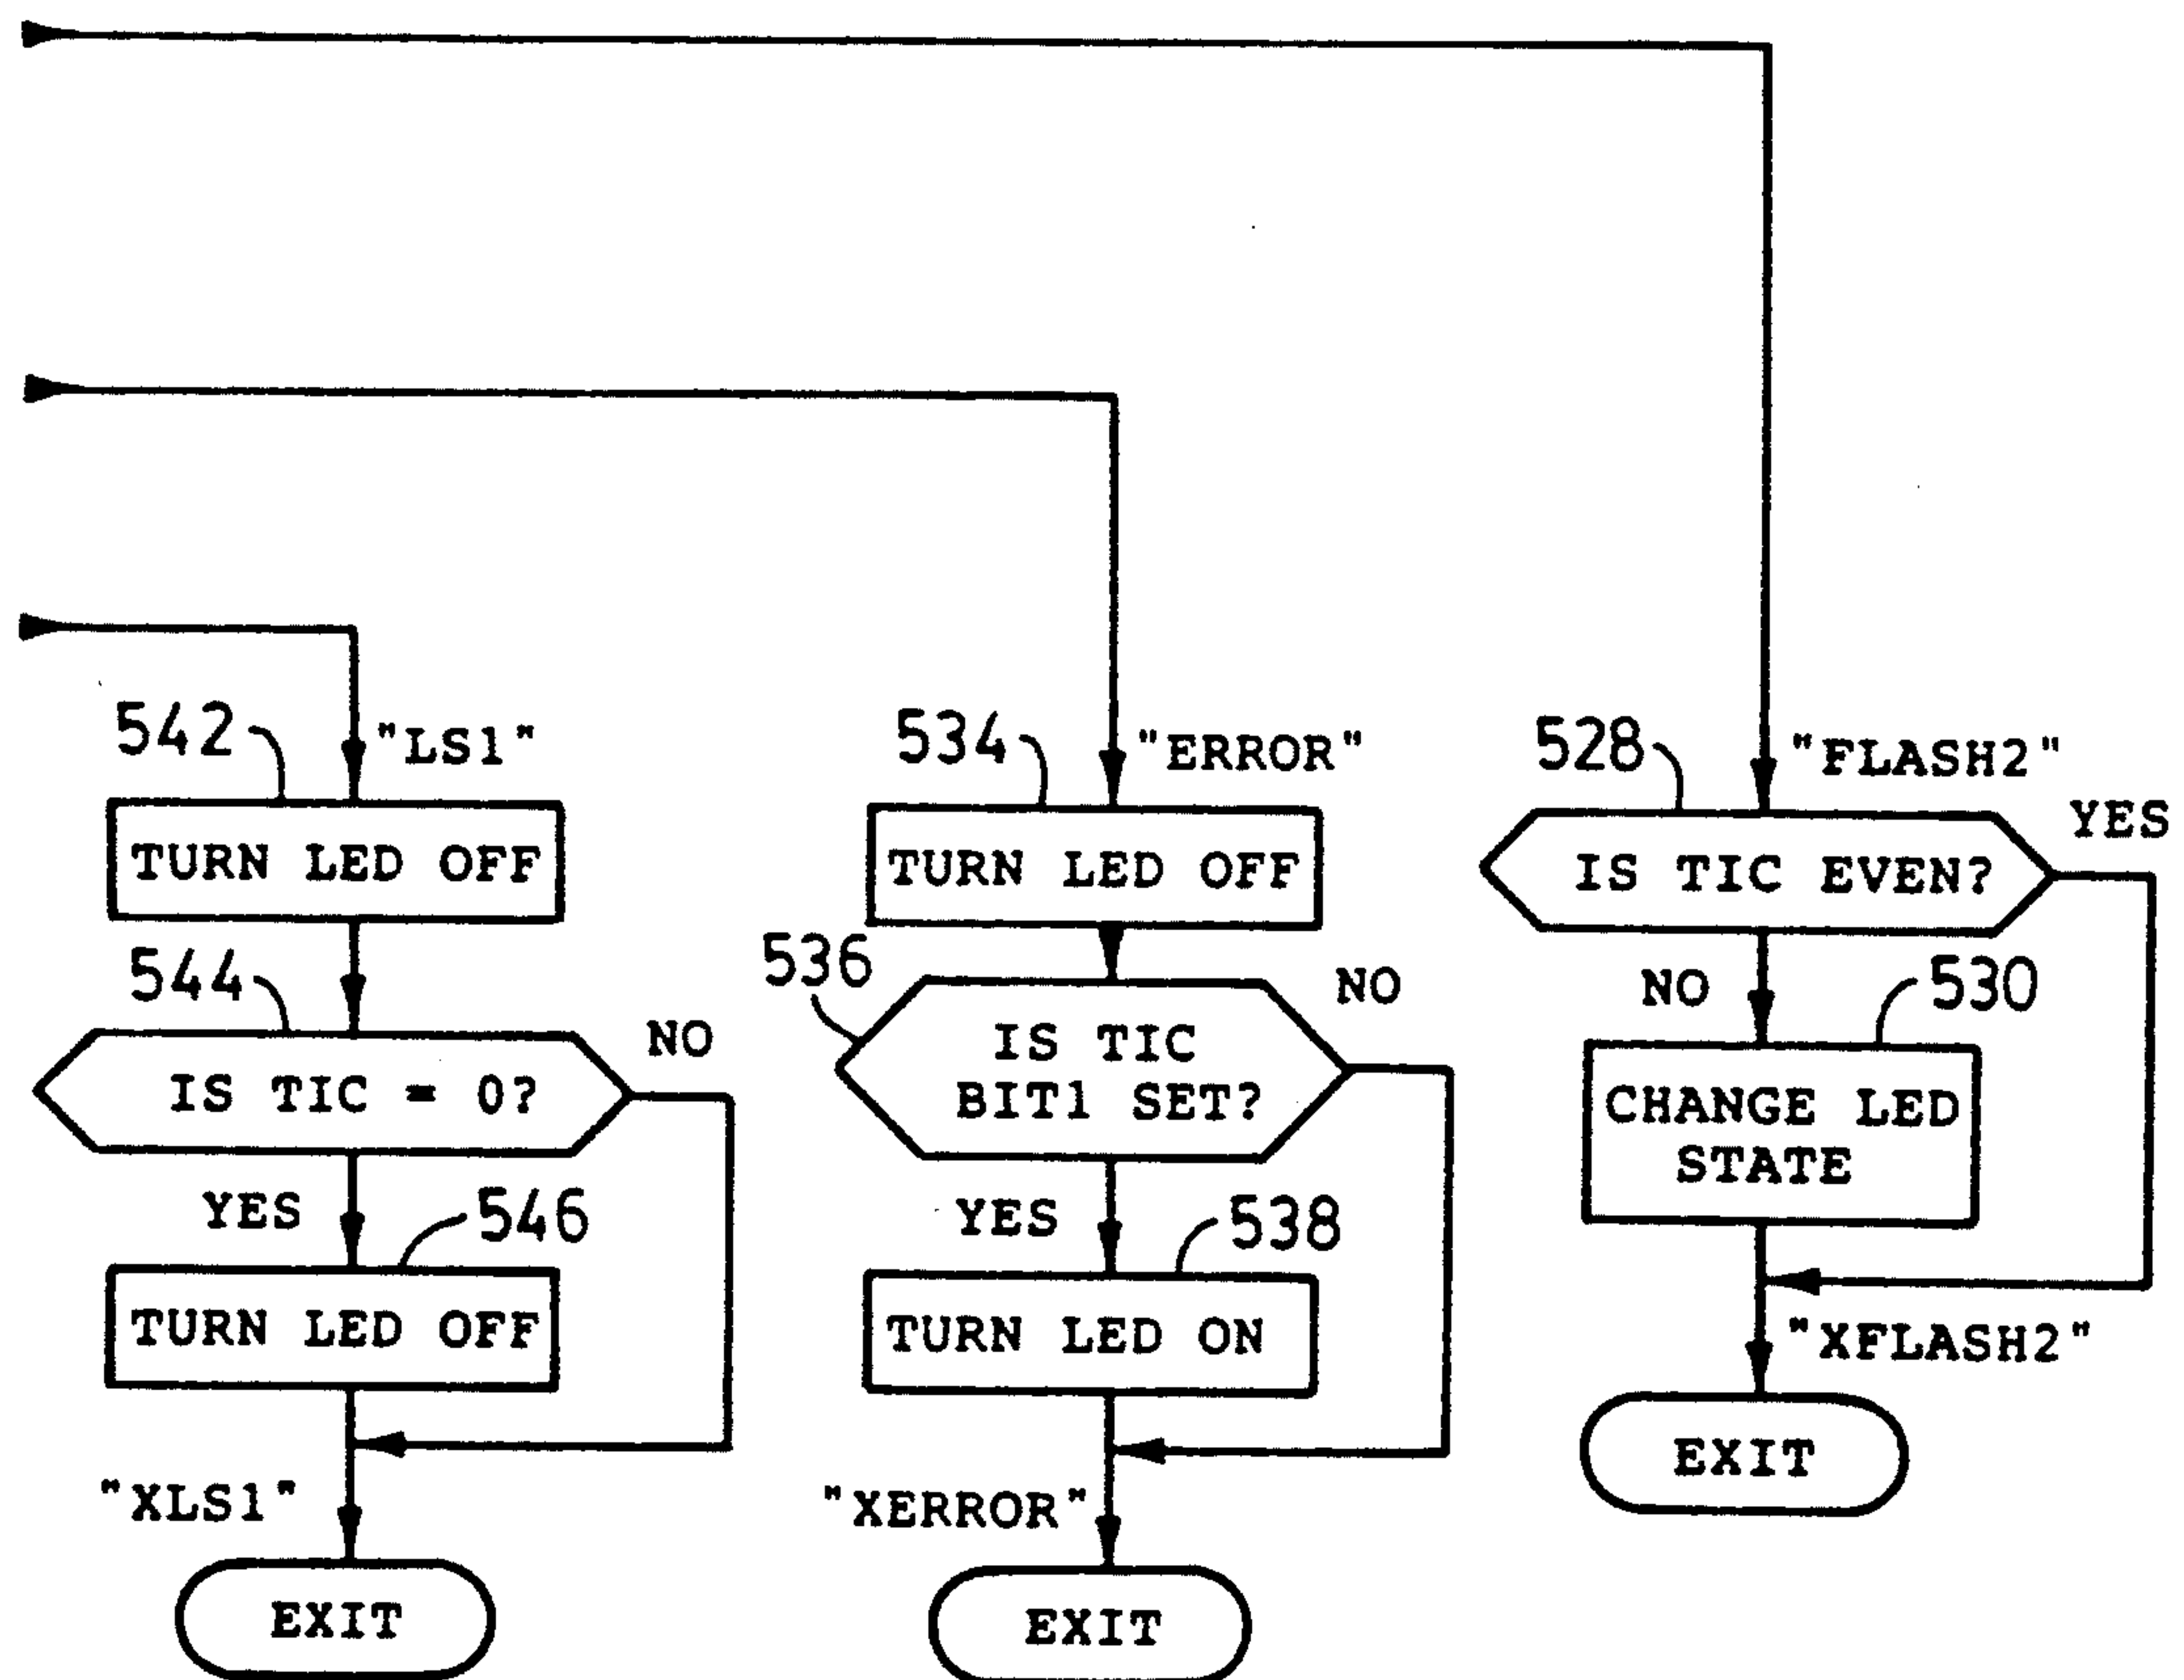 542
"LS1"
TURN LED OFF
544
IS TIC = 0?
NO
YES
546
TURN LED OFF
"XLS1"
EXIT
534
"ERROR"
TURN LED OFF
536
IS TIC
BIT1 SET?
NO
YES
538
TURN LED ON
"XERROR"
EXIT
528
"FLASH2"
IS TIC EVEN?
YES
NO
530
CHANGE LED
STATE
"XFLASH2"
EXIT